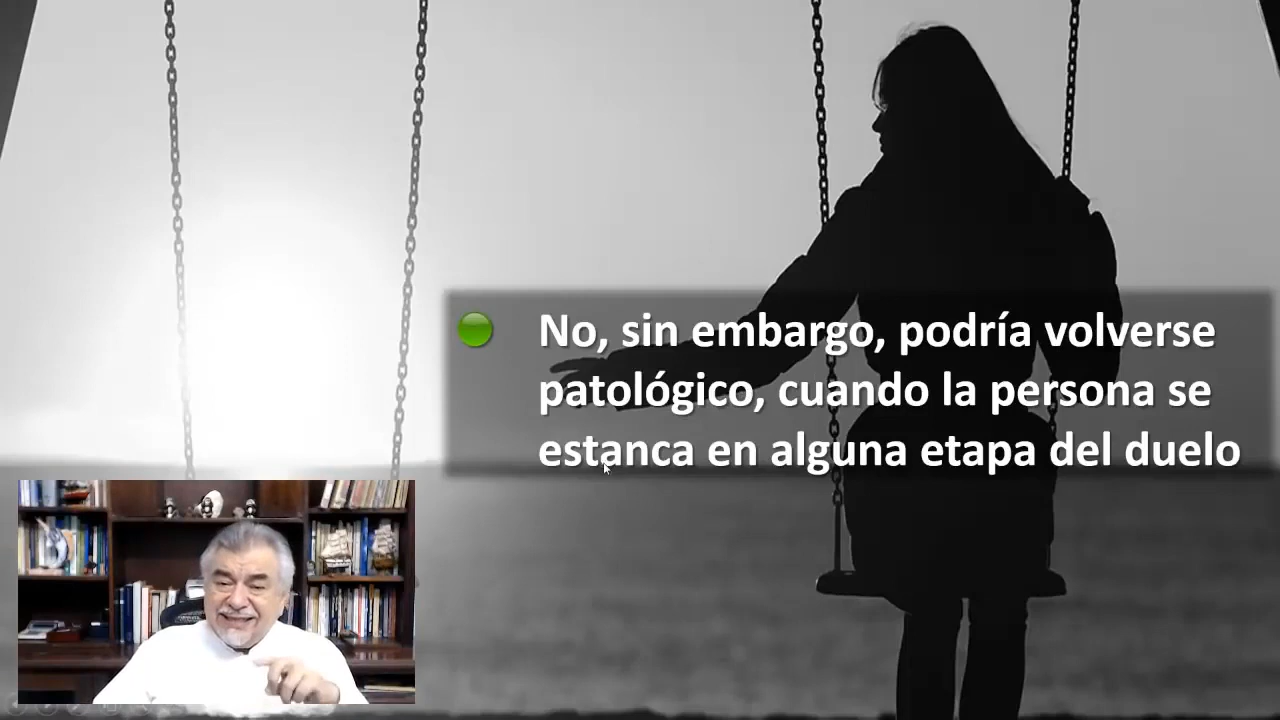 No, sin embargo, podría volverse
patológico, cuando la persona se
estanca en alguna etapa del duelo